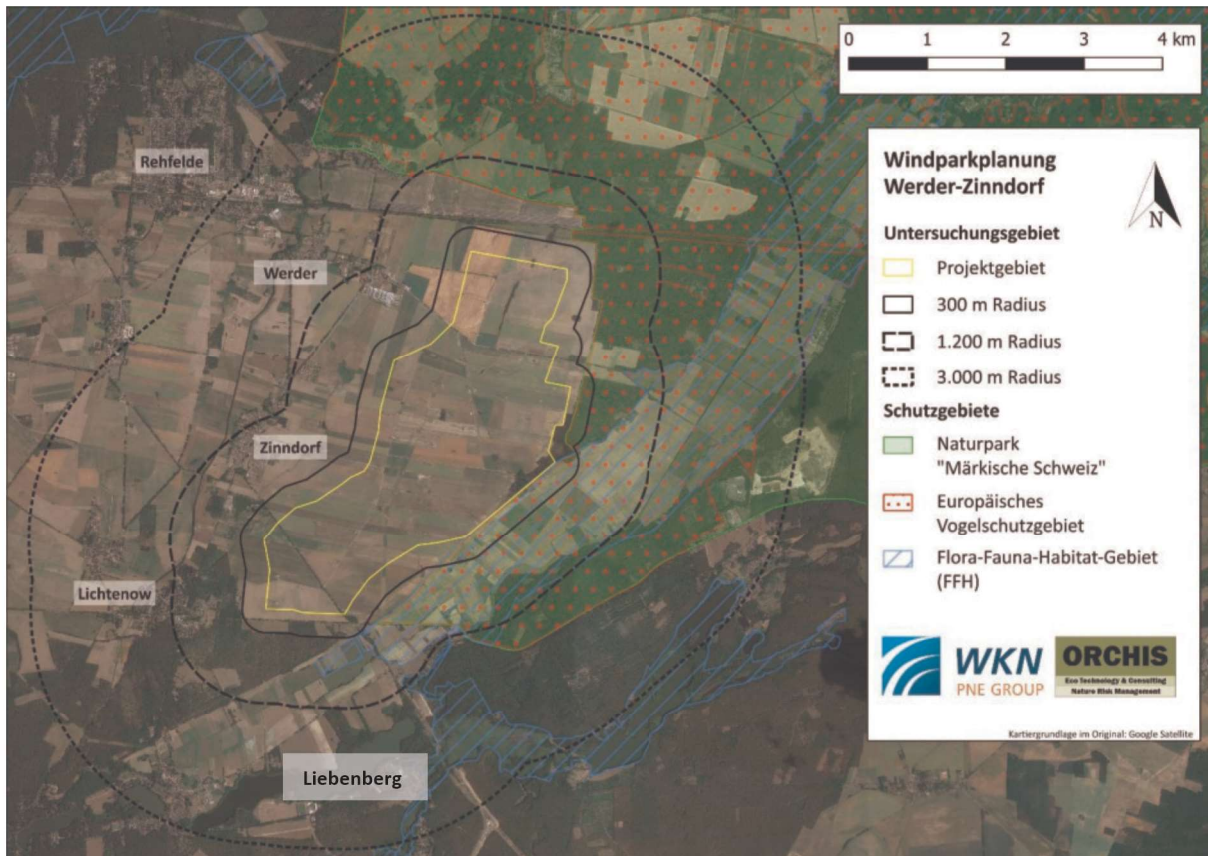 0 1 2 3 4 km
Windparkplanung
Werder-Zinndorf
N
Untersuchungsgebiet
Projektgebiet
300 m Radius
1.200 m Radius
3.000 m Radius
Schutzgebiete
Naturpark
"Märkische Schweiz"
Europäisches
Vogelschutzgebiet
Flora-Fauna-Habitat-Gebiet
(FFH)
WKN
PNE GROUP
ORCHIS
Eco Technology & Consulting
Nature Risk Management
Kartiergrundlage im Original: Google Satellite
Rehfelde
Werder
Zinndorf
Lichtenow
Liebenberg